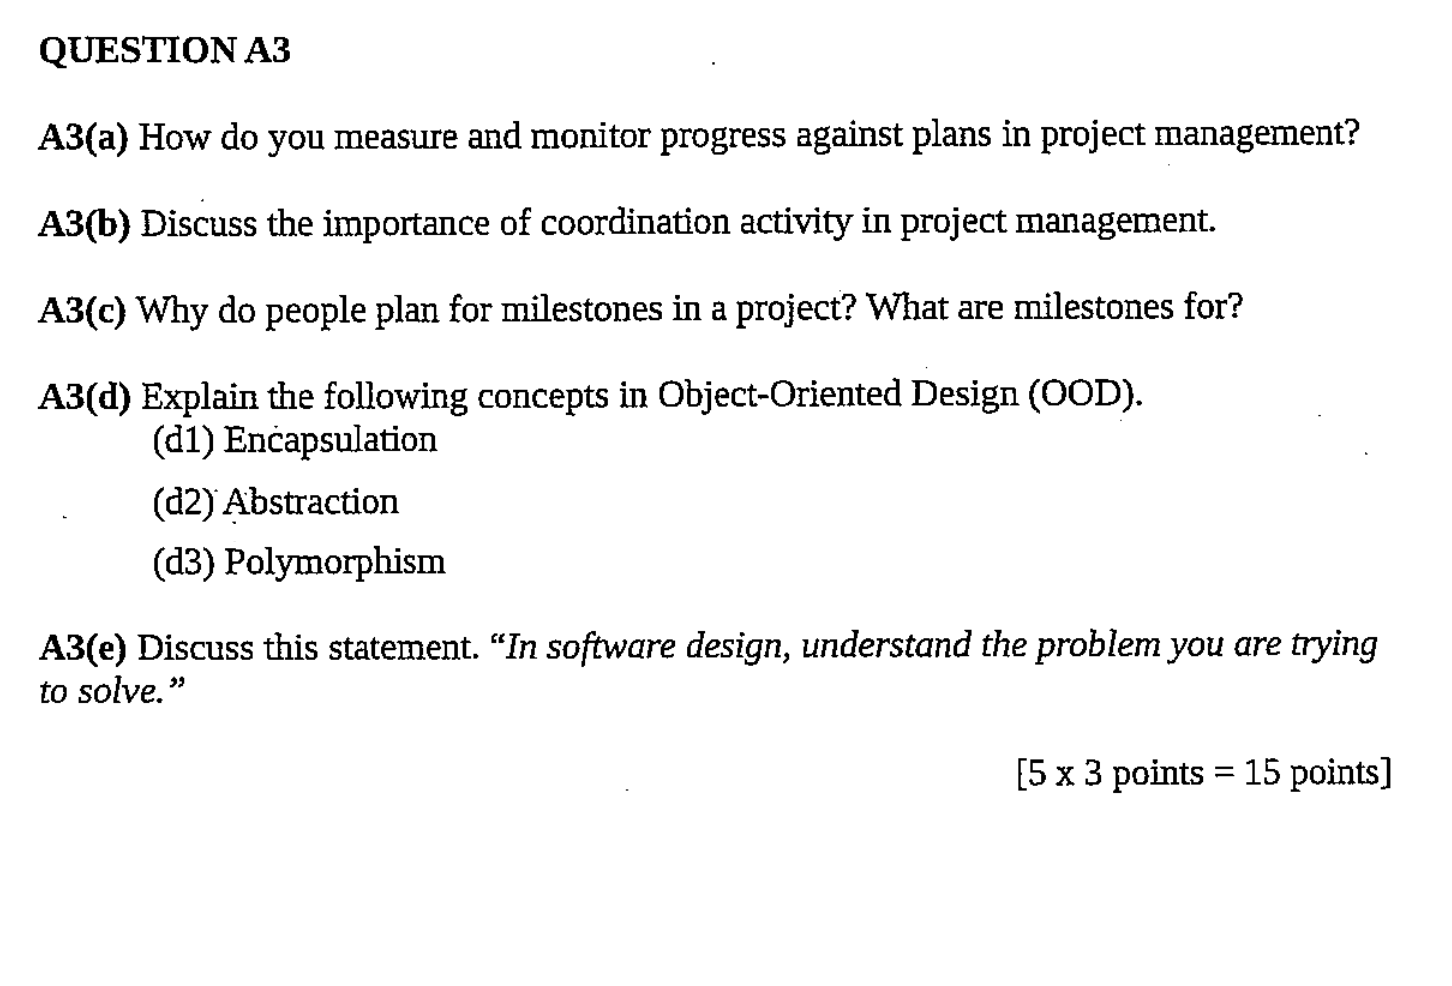 QUESTION A3
A3(a) How do you measure and monitor progress against plans in project management?
A3(b) Discuss the importance of coordination activity in project management.
A3(c) Why do people plan for milestones in a project? What are milestones for?
A3(d) Explain the following concepts in Object-Oriented Design (OOD).
(d1) Encapsulation
(d2) Abstraction
(d3) Polymorphism
A3(e) Discuss this statement. “In software design, understand the problem you are trying
to solve.”
[5 x 3 points = 15 points]